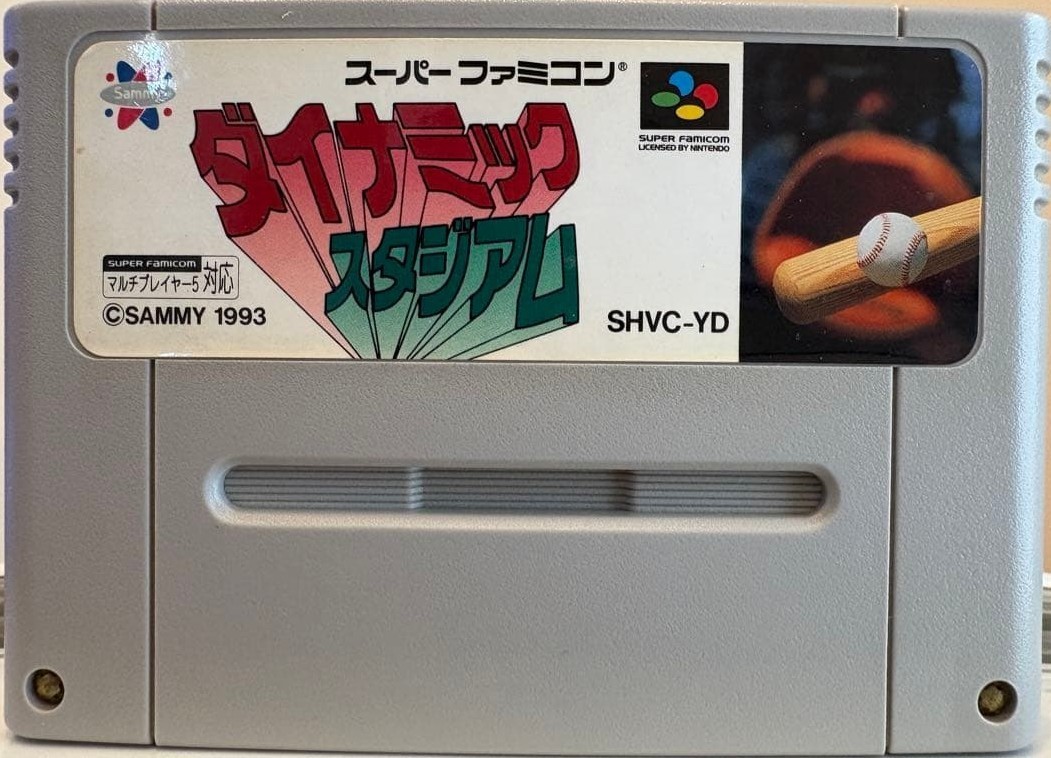 Sammy
スーパーファミコン®
ダイナミック
スタジアム
SUPER FAMICOM
LICENSED BY NINTENDO
SUPER FAMICOM
マルチプレイヤー5 対応
©SAMMY 1993
SHVC-YD